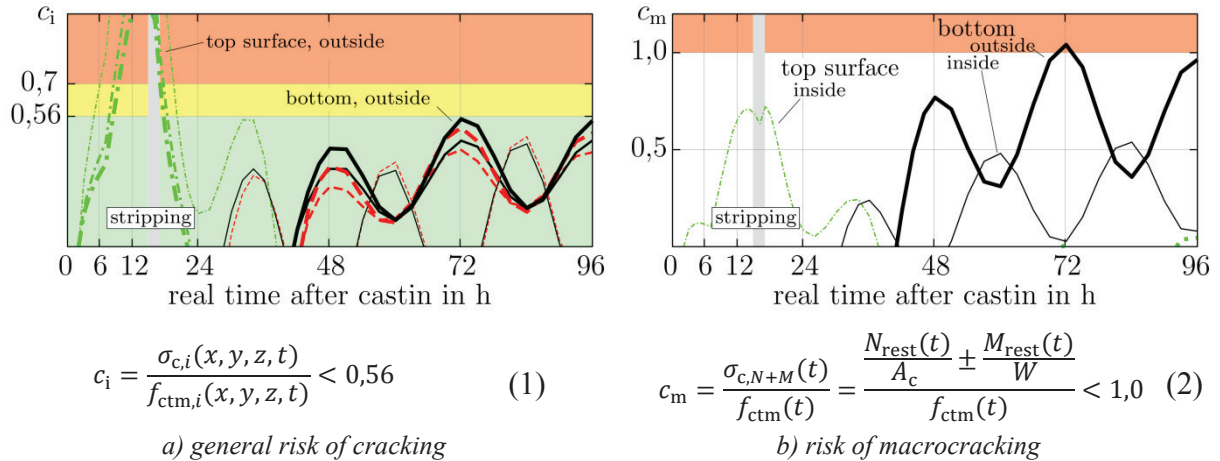 c_i
top surface, outside
0,7
bottom, outside
0,56
stripping
0 6 12 24 48 72 96
real time after castin in h
c_i = σ_c,i(x, y, z, t) / f_ctm,i(x, y, z, t) < 0,56 (1)
a) general risk of cracking
c_m
bottom
outside
1,0
inside
top surface
inside
0,5
stripping
0 6 12 24 48 72 96
real time after castin in h
c_m = σ_c,N+M(t) / f_ctm(t) = (N_rest(t) / A_c ± M_rest(t) / W) / f_ctm(t) < 1,0 (2)
b) risk of macrocracking